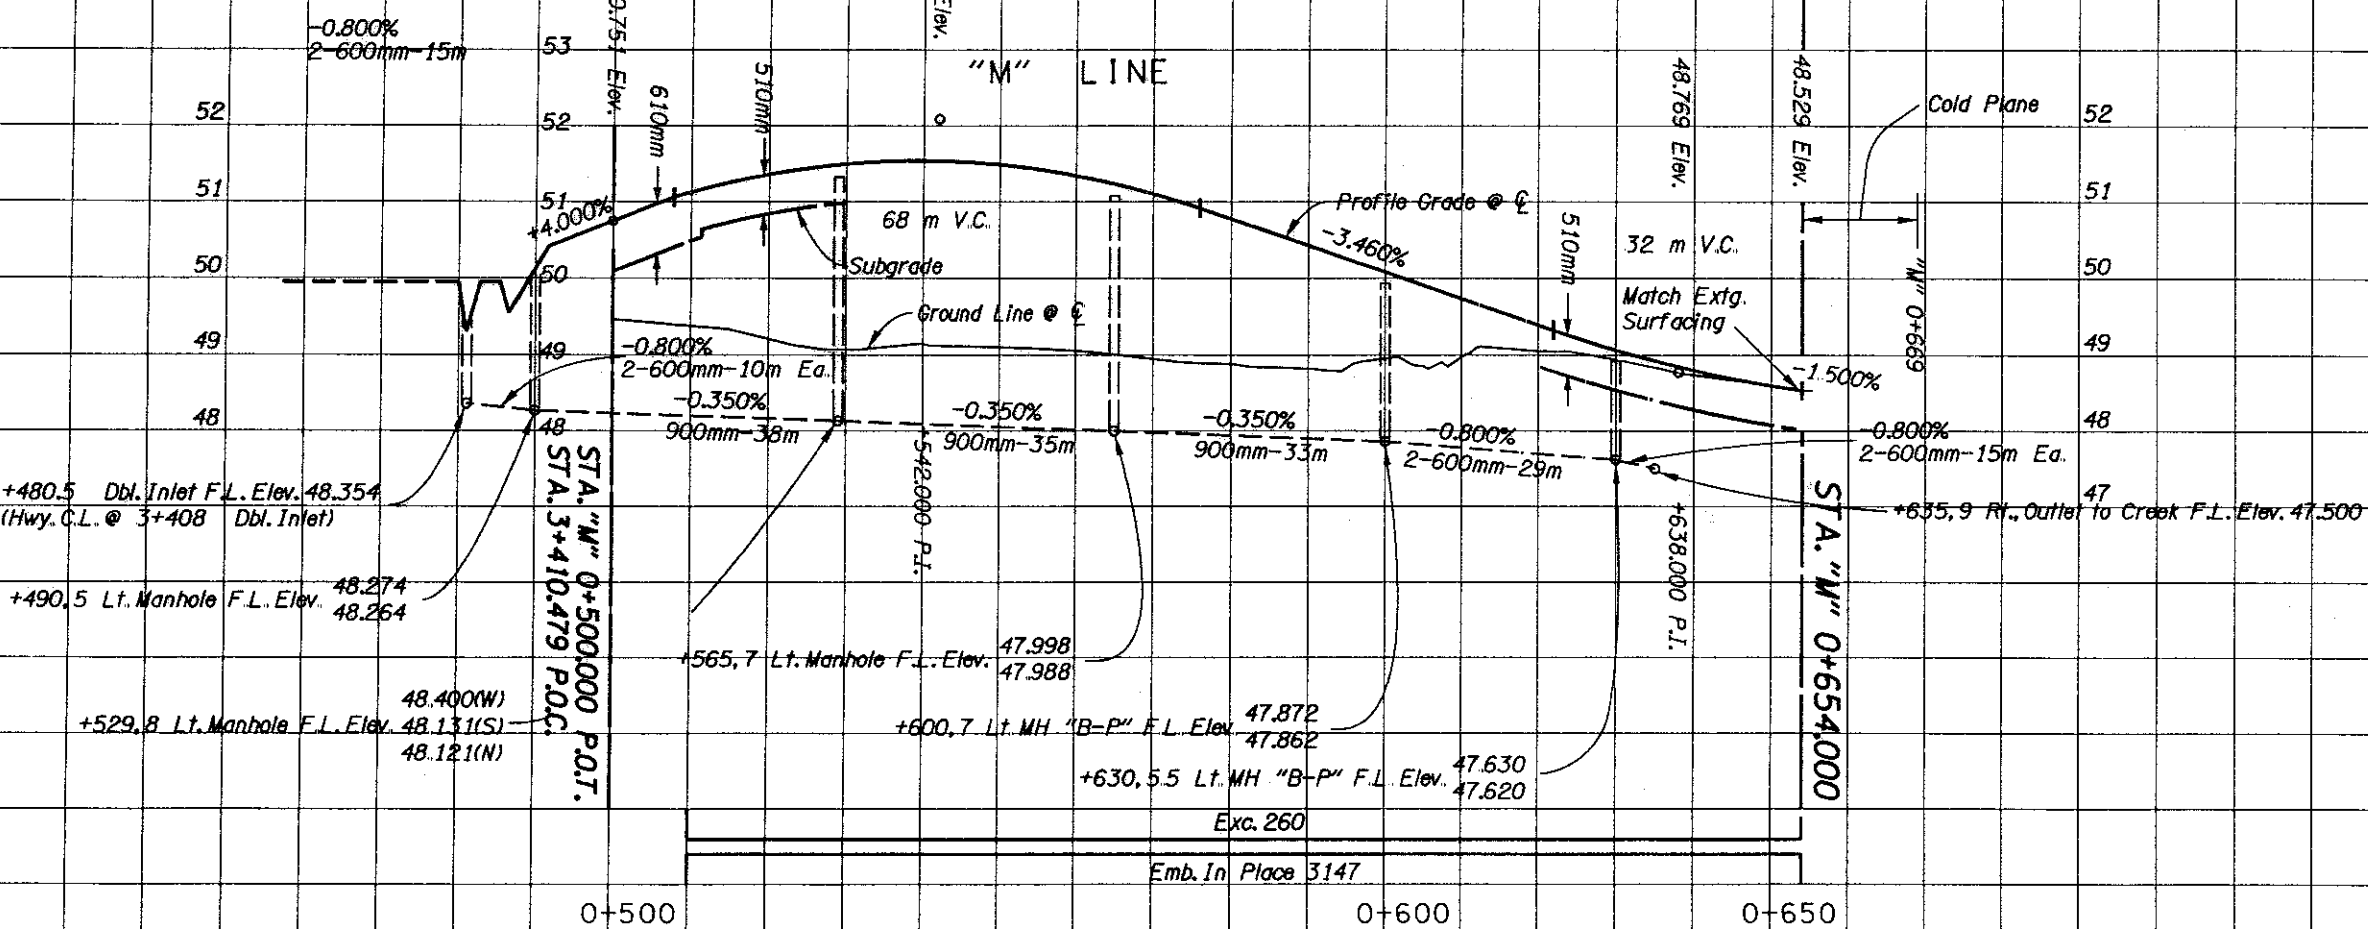 -0.800%
2-600mm-15m
"M" LINE
53
52
51
50
49
48
52
51
50
49
48
0.751 Elev.
Elev.
610mm
510mm
+4.000%
68 m V.C.
Subgrade
Ground Line @ ℄
Profile Grade @ ℄
-3.460%
510mm
48.769 Elev.
48.529 Elev.
Cold Plane
32 m V.C.
Match Extg.
Surfacing
"M" 0+669
-1.500%
52
51
50
49
48
47
-0.800%
2-600mm-10m Ea.
-0.350%
900mm-38m
-0.350%
900mm-35m
-0.350%
900mm-33m
-0.800%
2-600mm-29m
-0.800%
2-600mm-15m Ea.
+480.5 Dbl. Inlet F.L. Elev. 48.354
(Hwy. C.L. @ 3+408 Dbl. Inlet)
+490.5 Lt. Manhole F.L. Elev. 48.274
48.264
STA. "M" 0+500.000 P.O.T.
STA. 3+410.479 P.O.C.
+542.000 P.I.
+635.9 Rt., Outlet to Creek F.L. Elev. 47.500
+638.000 P.I.
STA. "M" 0+654.000
+565.7 Lt. Manhole F.L. Elev. 47.998
47.988
48.400(W)
+529.8 Lt. Manhole F.L. Elev. 48.131(S)
48.121(N)
+600.7 Lt MH "B-P" F.L. Elev. 47.872
47.862
+630.55 Lt. MH "B-P" F.L. Elev. 47.630
47.620
Exc. 260
Emb. In Place 3147
0+500
0+600
0+650